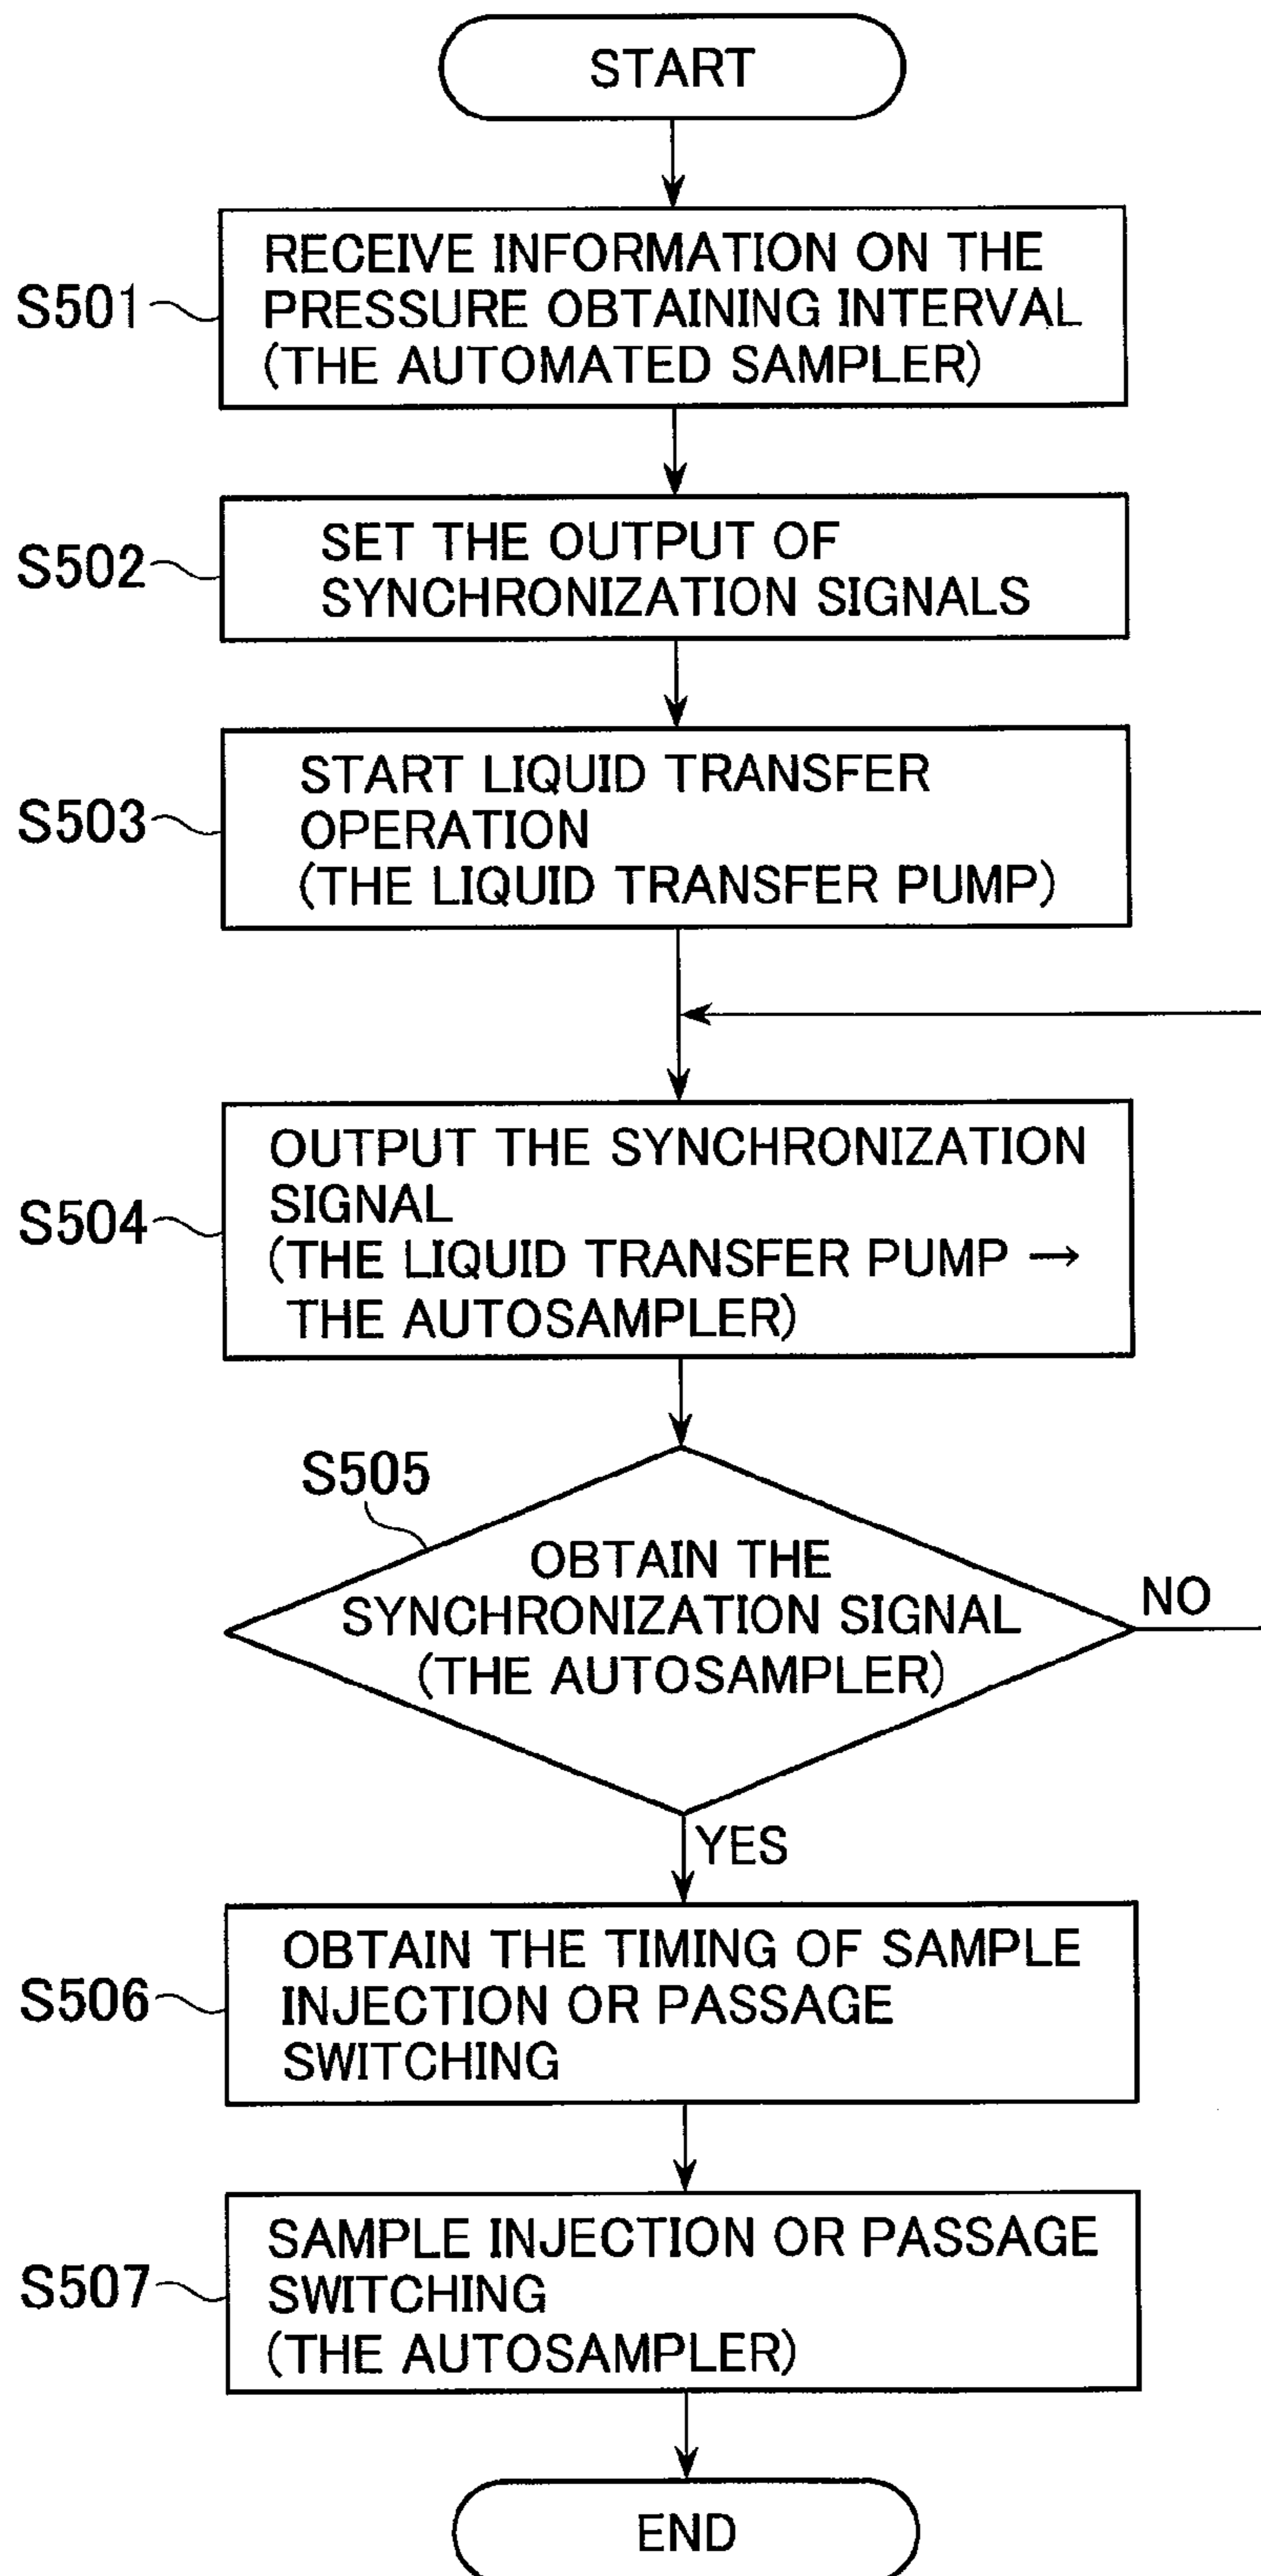 START
S501
RECEIVE INFORMATION ON THE
PRESSURE OBTAINING INTERVAL
(THE AUTOMATED SAMPLER)
S502
SET THE OUTPUT OF
SYNCHRONIZATION SIGNALS
S503
START LIQUID TRANSFER
OPERATION
(THE LIQUID TRANSFER PUMP)
S504
OUTPUT THE SYNCHRONIZATION
SIGNAL
(THE LIQUID TRANSFER PUMP →
THE AUTOSAMPLER)
S505
OBTAIN THE
SYNCHRONIZATION SIGNAL
(THE AUTOSAMPLER)
NO
YES
S506
OBTAIN THE TIMING OF SAMPLE
INJECTION OR PASSAGE
SWITCHING
S507
SAMPLE INJECTION OR PASSAGE
SWITCHING
(THE AUTOSAMPLER)
END